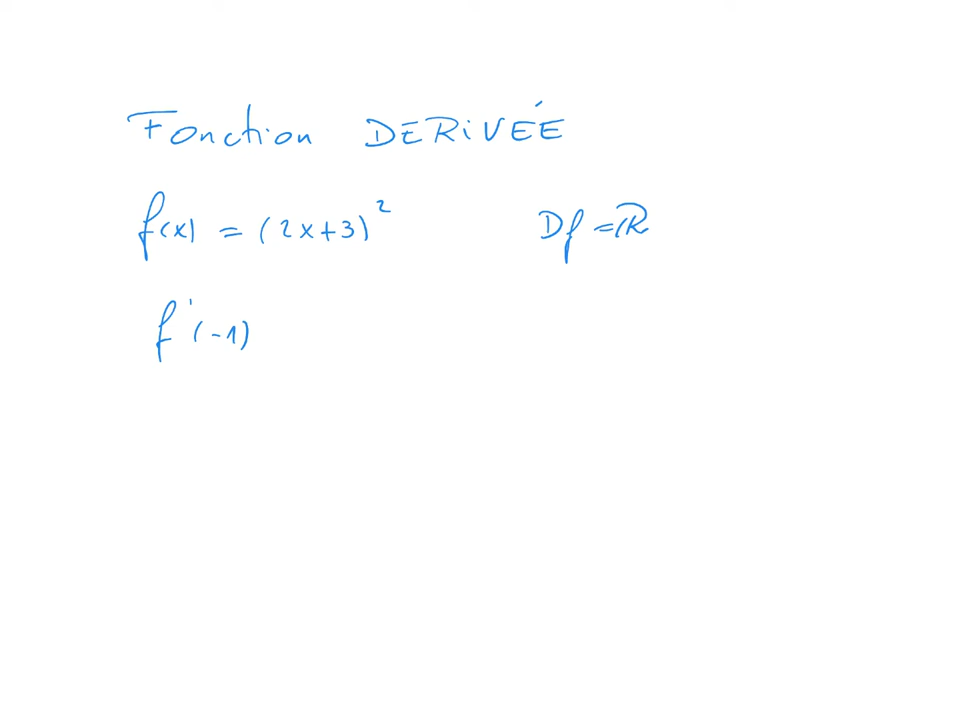 Fonction DERIVÉE
f(x) = (2x+3)² Df = ℝ
f'(-1)